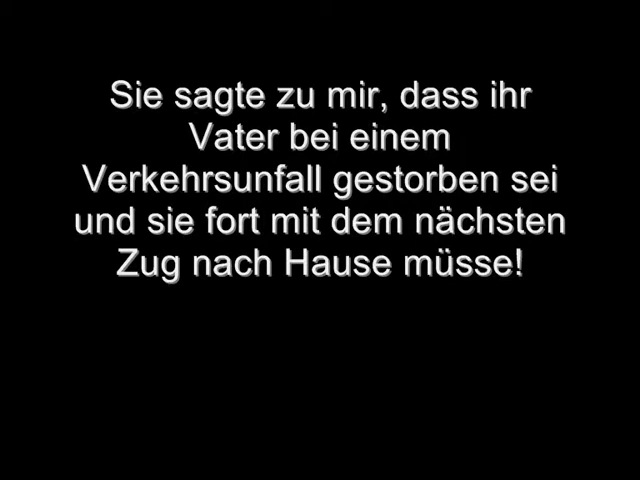 Sie sagte zu mir, dass ihr
Vater bei einem
Verkehrsunfall gestorben sei
und sie fort mit dem nächsten
Zug nach Hause müsse!